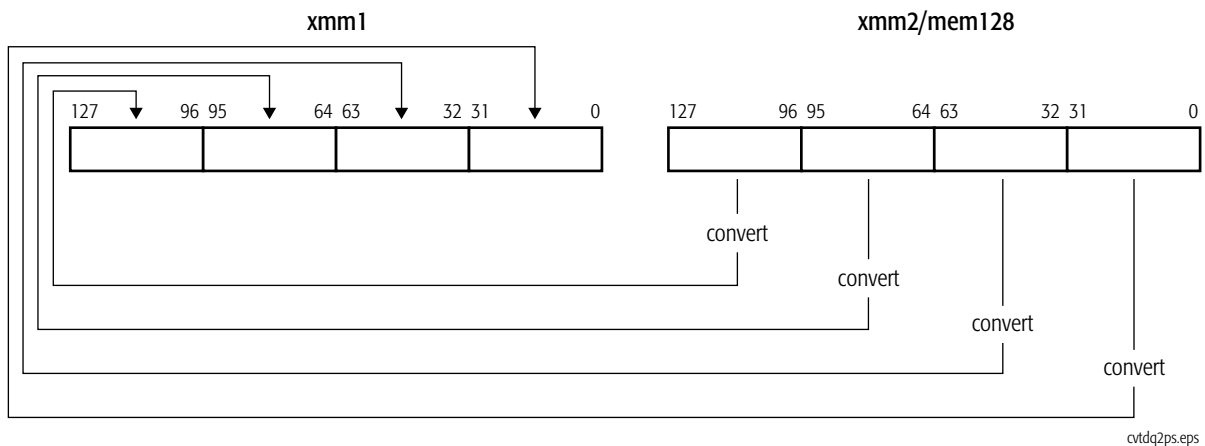 xmm1
xmm2/mem128
127 96 95 64 63 32 31 0
127 96 95 64 63 32 31 0
convert
convert
convert
convert
cvtdq2ps.eps